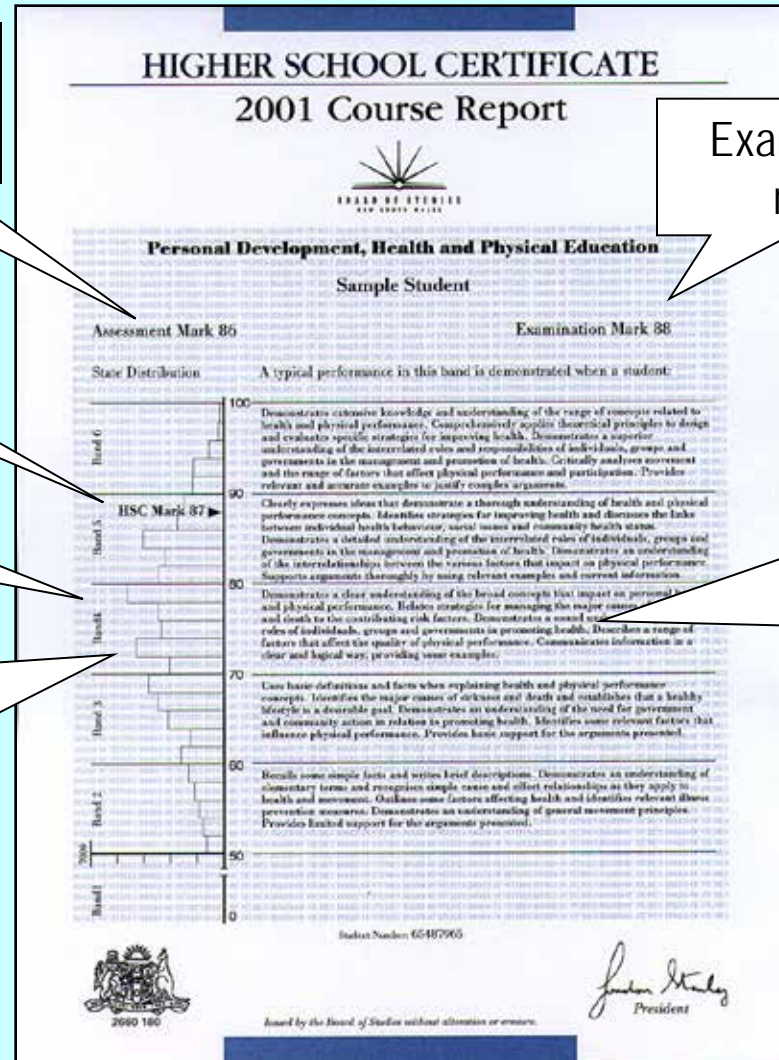 HIGHER SCHOOL CERTIFICATE
2001 Course Report
Exa
BOARD OF STUDIES
NEW SOUTH WALES
Personal Development, Health and Physical Education
Sample Student
Assessment Mark 86
Examination Mark 88
State Distribution
A typical performance in this band is demonstrated when a student:
100
Band 6
Demonstrates extensive knowledge and understanding of the range of concepts related to
health and physical performance. Comprehensively applies theoretical principles to design
and evaluates specific strategies for improving health. Demonstrates a superior
understanding of the interrelated roles and responsibilities of individuals, groups and
governments in the management and promotion of health. Critically analyses movement
and the range of factors that affect physical performance and participation. Provides
relevant and accurate examples to justify complex arguments.
90
HSC Mark 87
Band 5
Clearly expresses ideas that demonstrate a thorough understanding of health and physical
performance concepts. Identifies strategies for improving health and discusses the links
between individual health behaviour, social issues and community health status.
Demonstrates a detailed understanding of the interrelated roles of individuals, groups and
governments in the management and promotion of health. Demonstrates an understanding
of the interrelationships between the various factors that impact on physical performance.
Supports arguments thoroughly by using relevant examples and current information.
80
Band 4
Demonstrates a clear understanding of the broad concepts that impact on personal
and physical performance. Relates strategies for managing the major causes
and death to the contributing risk factors. Demonstrates a sound
roles of individuals, groups and governments in promoting health. Describes a range of
factors that affect the quality of physical performance. Communicates information in a
clear and logical way, providing some examples.
70
Band 3
Uses basic definitions and facts when explaining health and physical performance
concepts. Identifies the major causes of sickness and death and establishes that a healthy
lifestyle is a desirable goal. Demonstrates an understanding of the need for government
and community action in relation to promoting health. Identifies some relevant factors that
influence physical performance. Provides basic support for the arguments presented.
60
Band 2
Recalls some simple facts and writes brief descriptions. Demonstrates an understanding of
elementary terms and recognises simple cause and effect relationships as they apply to
health and movement. Outlines some factors affecting health and identifies relevant illness
prevention measures. Demonstrates an understanding of general movement principles.
Provides limited support for the arguments presented.
50
Band 1
0
Student Number: 65487965
2660 180
Issued by the Board of Studies without alteration or erasure.
President